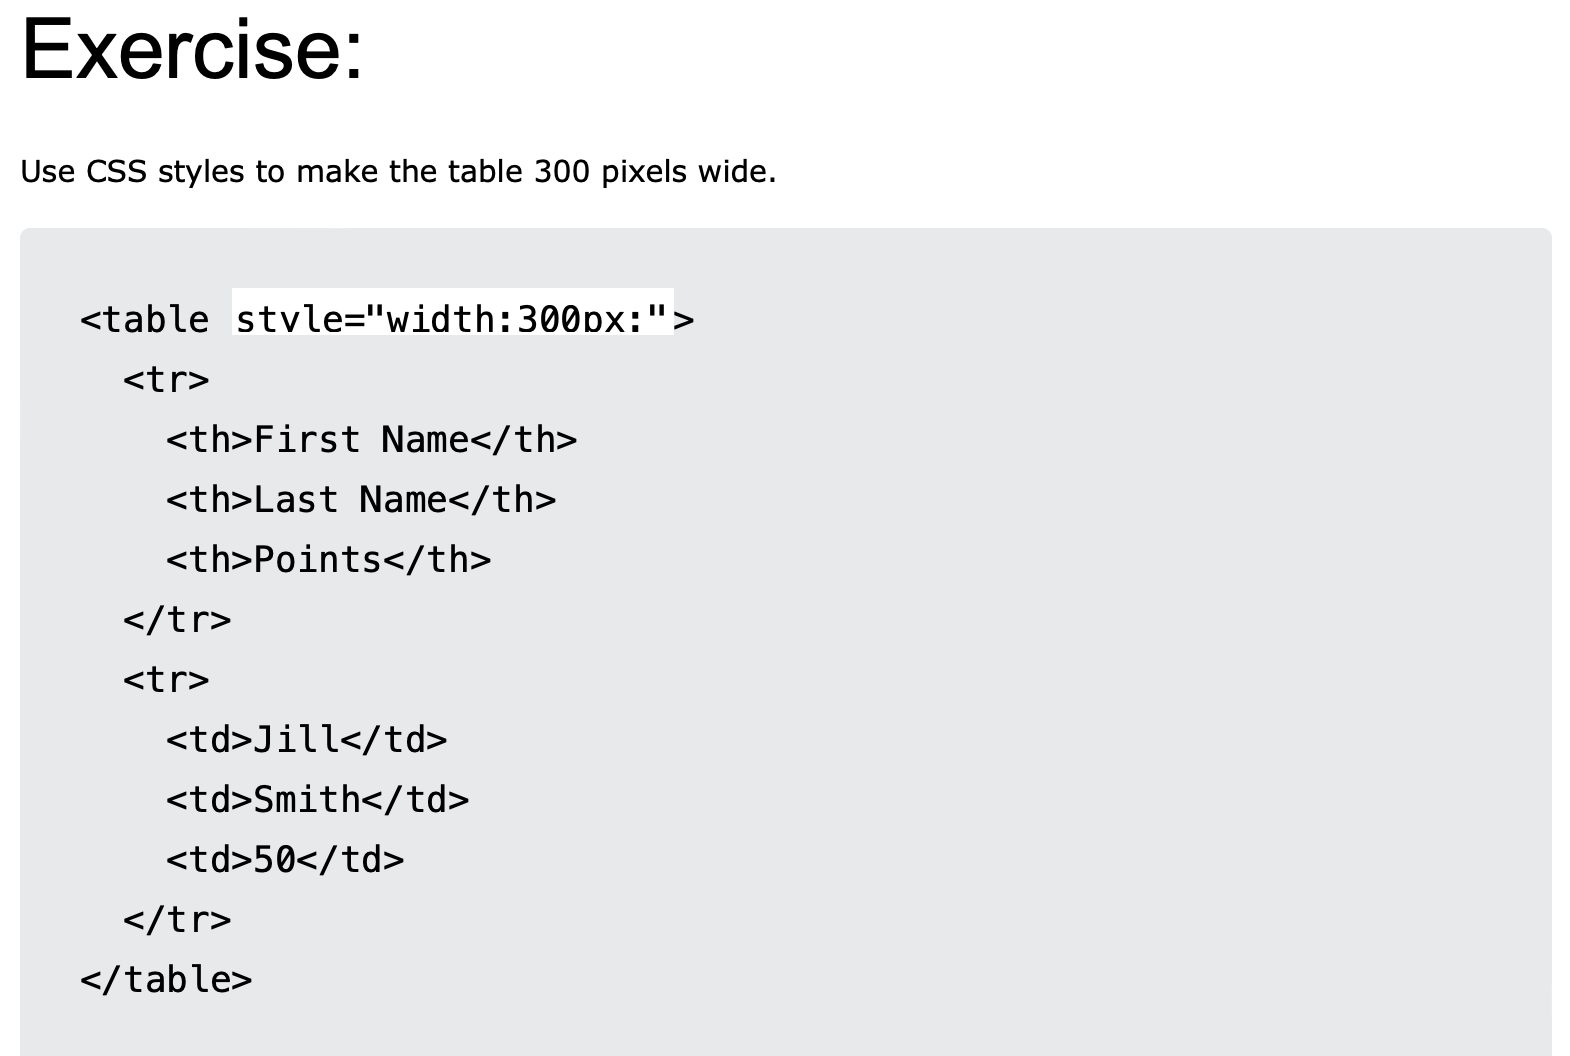 Exercise:
Use CSS styles to make the table 300 pixels wide.
<table style="width:300px;">
<tr>
<th>First Name</th>
<th>Last Name</th>
<th>Points</th>
</tr>
<tr>
<td>Jill</td>
<td>Smith</td>
<td>50</td>
</tr>
</table>